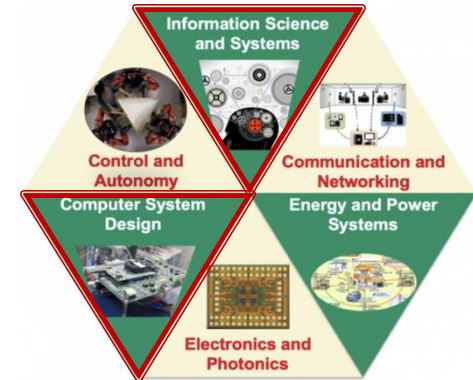 Information Science
and Systems
Control and
Autonomy
Communication and
Networking
Computer System
Design
Energy and Power
Systems
Electronics and
Photonics